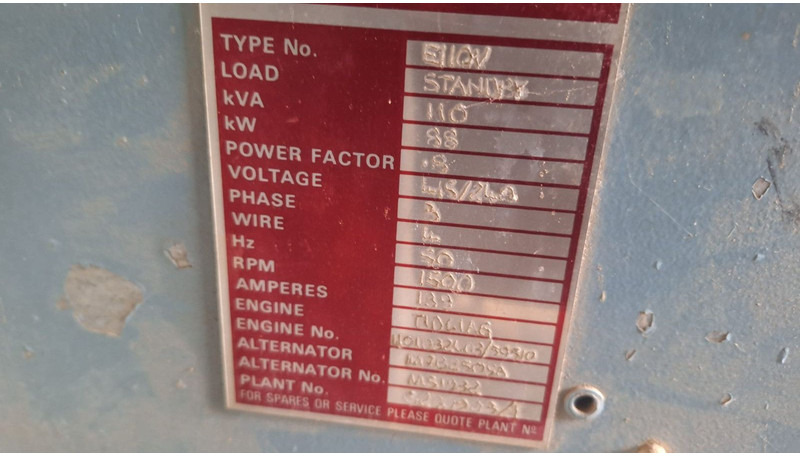 TYPE No. E110V
LOAD STANDBY
kVA 110
kW 88
POWER FACTOR .8
VOLTAGE 415/240
PHASE 3
WIRE 4
Hz 50
RPM 1500
AMPERES 139
ENGINE
ENGINE No.
ALTERNATOR
ALTERNATOR No.
PLANT No.
FOR SPARES OR SERVICE PLEASE QUOTE PLANT No